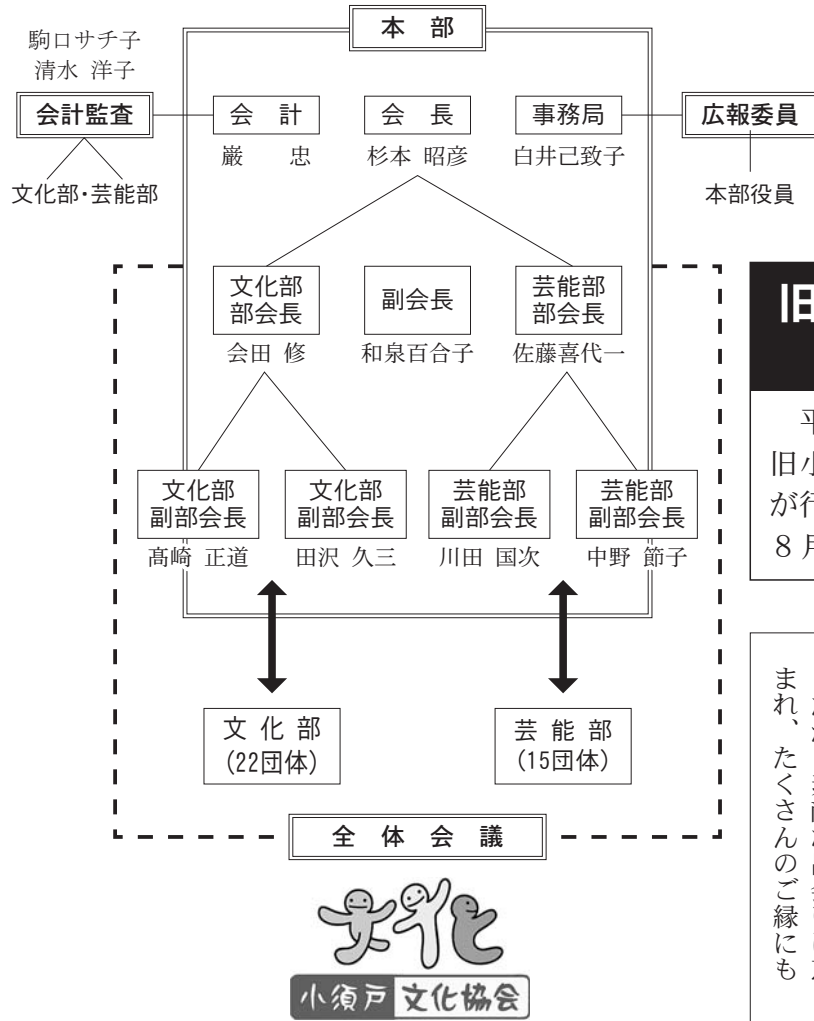 本 部
駒口サチ子
清水 洋子
会計監査
会 計
会 長
事務局
広報委員
巌 忠
杉本 昭彦
白井己致子
文化部・芸能部
本部役員
文化部
部会長
副会長
芸能部
部会長
会田 修
和泉百合子
佐藤喜代一
文化部
副部会長
文化部
副部会長
芸能部
副部会長
芸能部
副部会長
髙崎 正道
田沢 久三
川田 国次
中野 節子
文 化 部
(22団体)
芸 能 部
(15団体)
全 体 会 議
文化
小須戸 文化協会
旧
平
旧小
が行
8月
まれ、たくさんのご縁にも